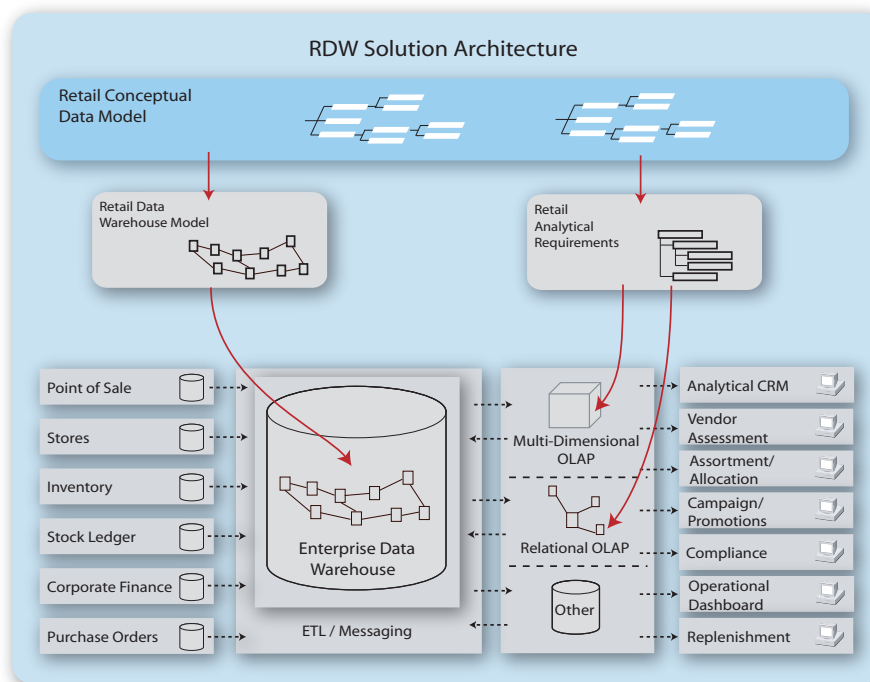 RDW Solution Architecture
Retail Conceptual
Data Model
Retail Data
Warehouse Model
Retail
Analytical
Requirements
Point of Sale
Stores
Inventory
Stock Ledger
Corporate Finance
Purchase Orders
Enterprise Data
Warehouse
ETL / Messaging
Multi-Dimensional
OLAP
Relational OLAP
Other
Analytical CRM
Vendor
Assessment
Assortment/
Allocation
Campaign/
Promotions
Compliance
Operational
Dashboard
Replenishment